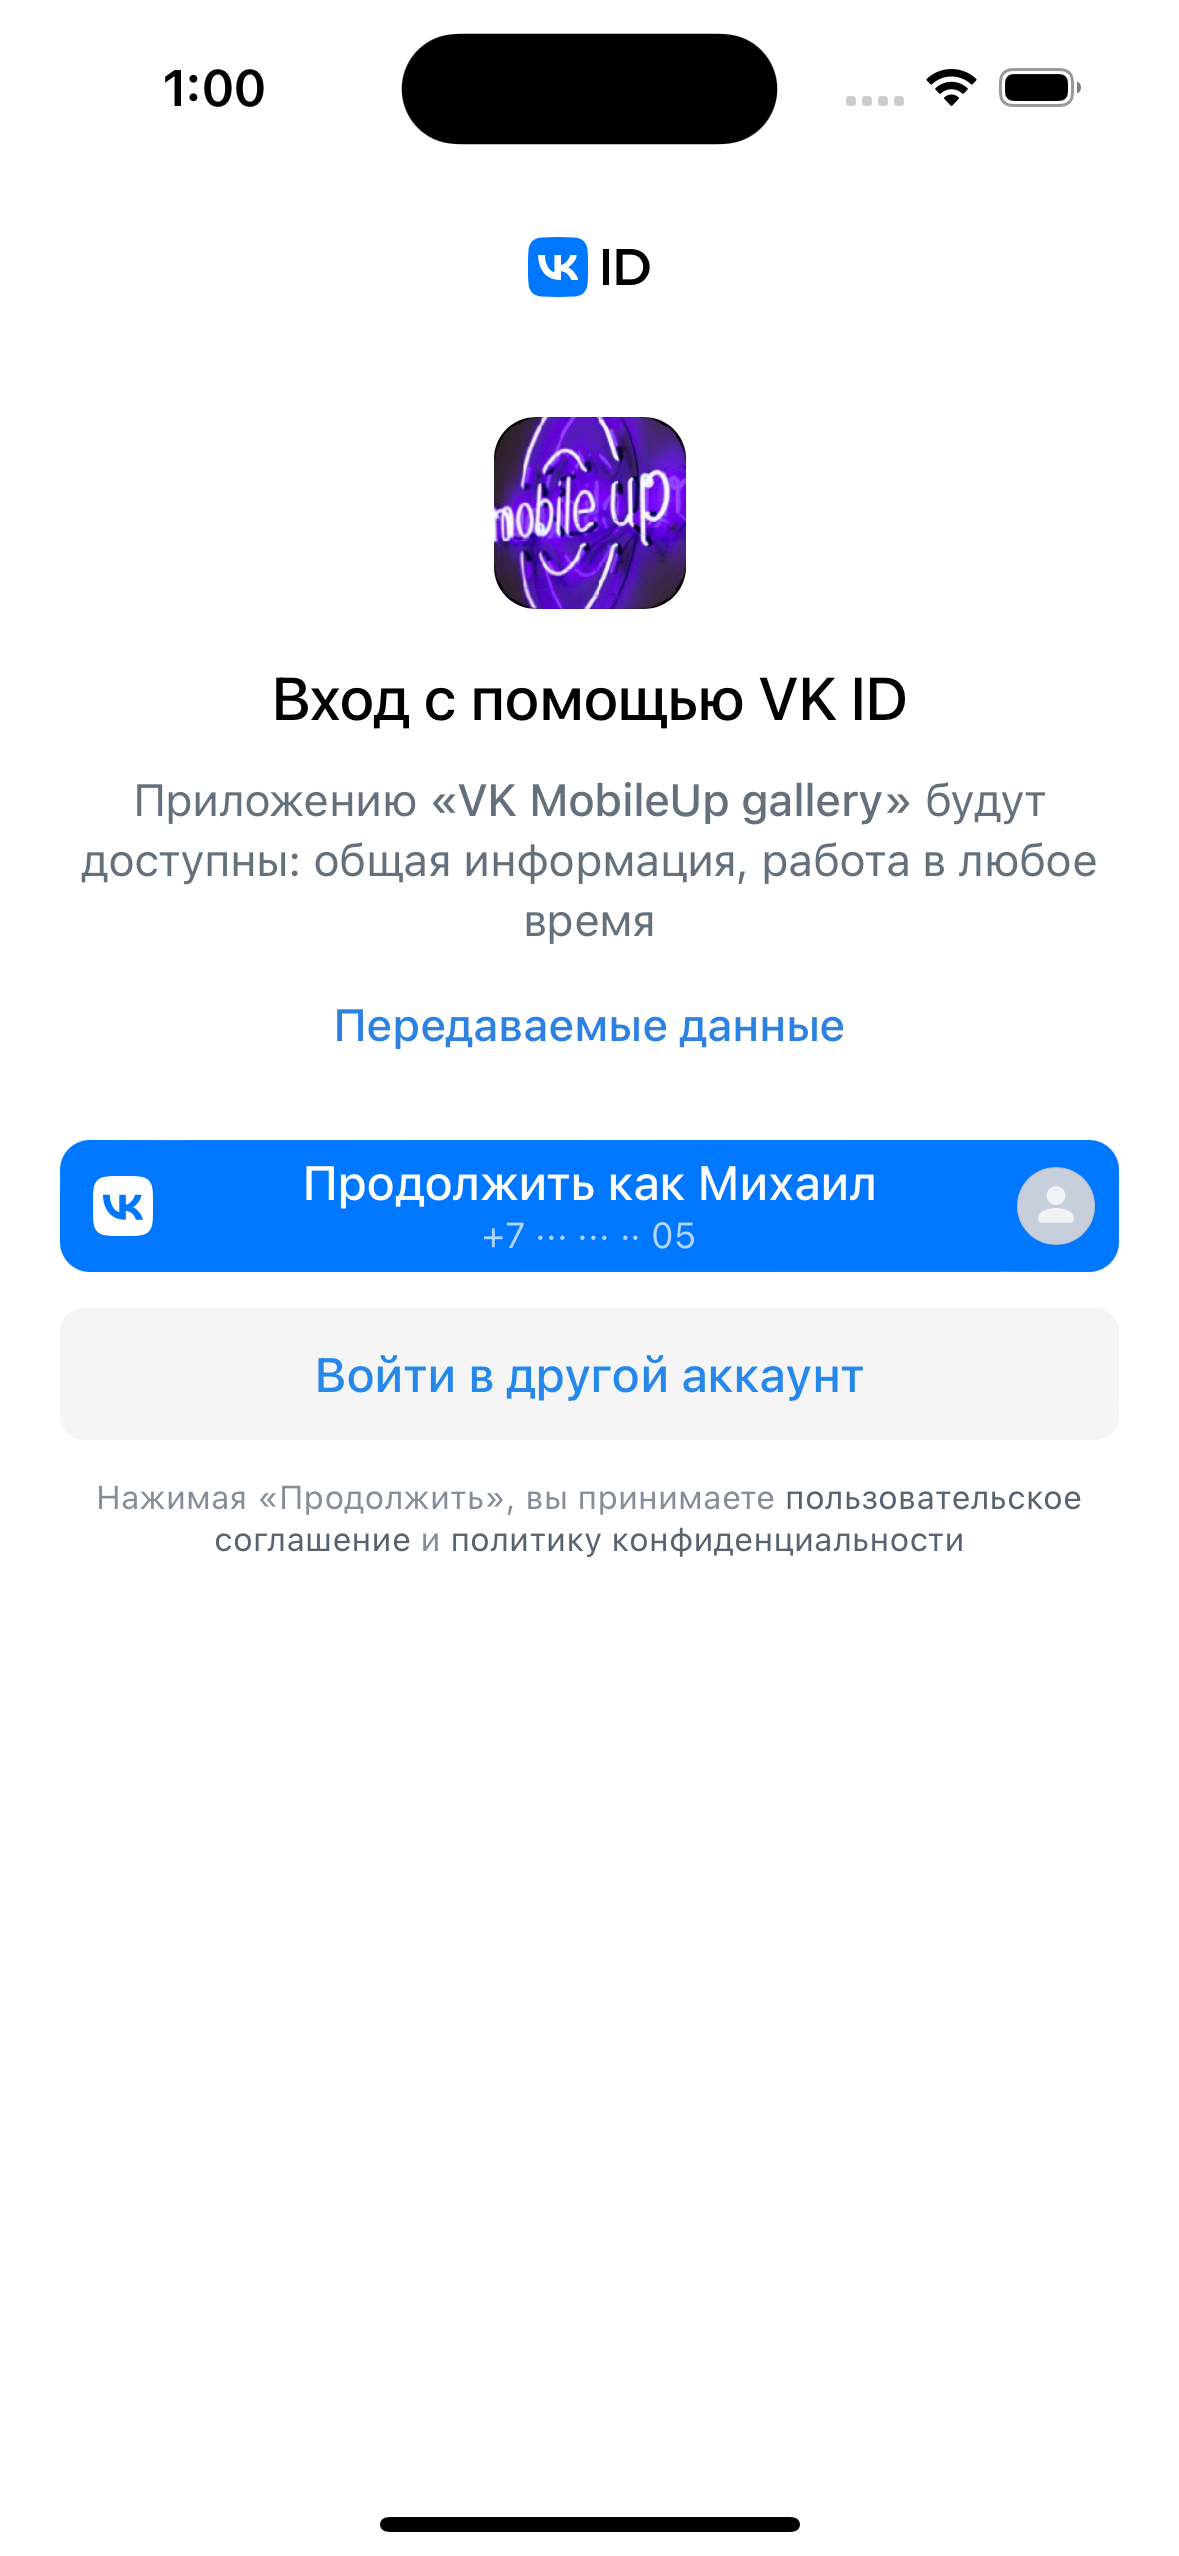 1:00
VK ID
mobile up
Вход с помощью VK ID
Приложению «VK MobileUp gallery» будут
доступны: общая информация, работа в любое
время
Передаваемые данные
VK
Продолжить как Михаил
+7 ··· ··· ·· 05
Войти в другой аккаунт
Нажимая «Продолжить», вы принимаете пользовательское
соглашение и политику конфиденциальности